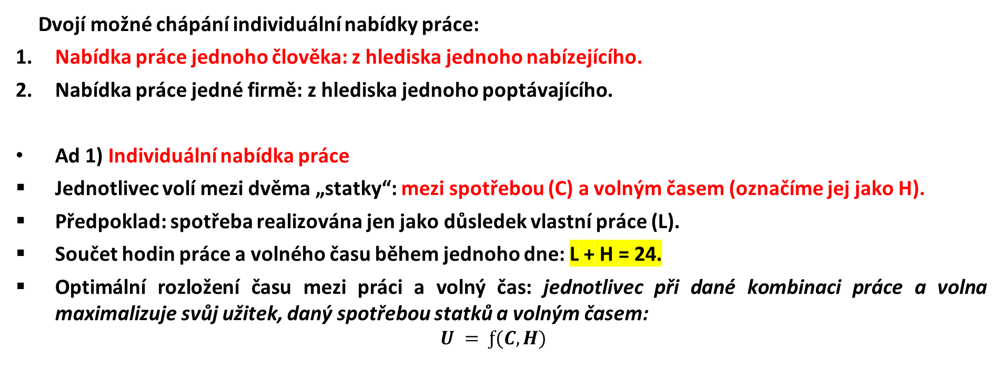 Dvojí možné chápání individuální nabídky práce:
1. Nabídka práce jednoho člověka: z hlediska jednoho nabízejícího.
2. Nabídka práce jedné firmě: z hlediska jednoho poptávajícího.
• Ad 1) Individuální nabídka práce
▪ Jednotlivec volí mezi dvěma „statky“: mezi spotřebou (C) a volným časem (označíme jej jako H).
▪ Předpoklad: spotřeba realizována jen jako důsledek vlastní práce (L).
▪ Součet hodin práce a volného času během jednoho dne: L + H = 24.
▪ Optimální rozložení času mezi práci a volný čas: jednotlivec při dané kombinaci práce a volna
maximalizuje svůj užitek, daný spotřebou statků a volným časem:
U = ƒ(C, H)